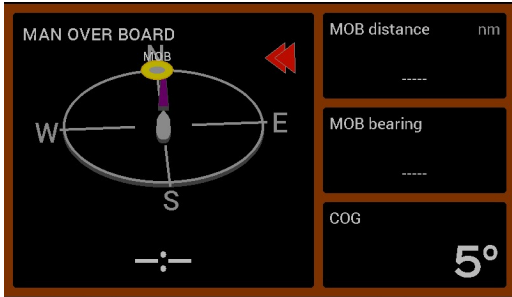 MAN OVER BOARD
N
MOB
W
E
S
--:--
MOB distance nm
-----
MOB bearing
-----
COG
5°